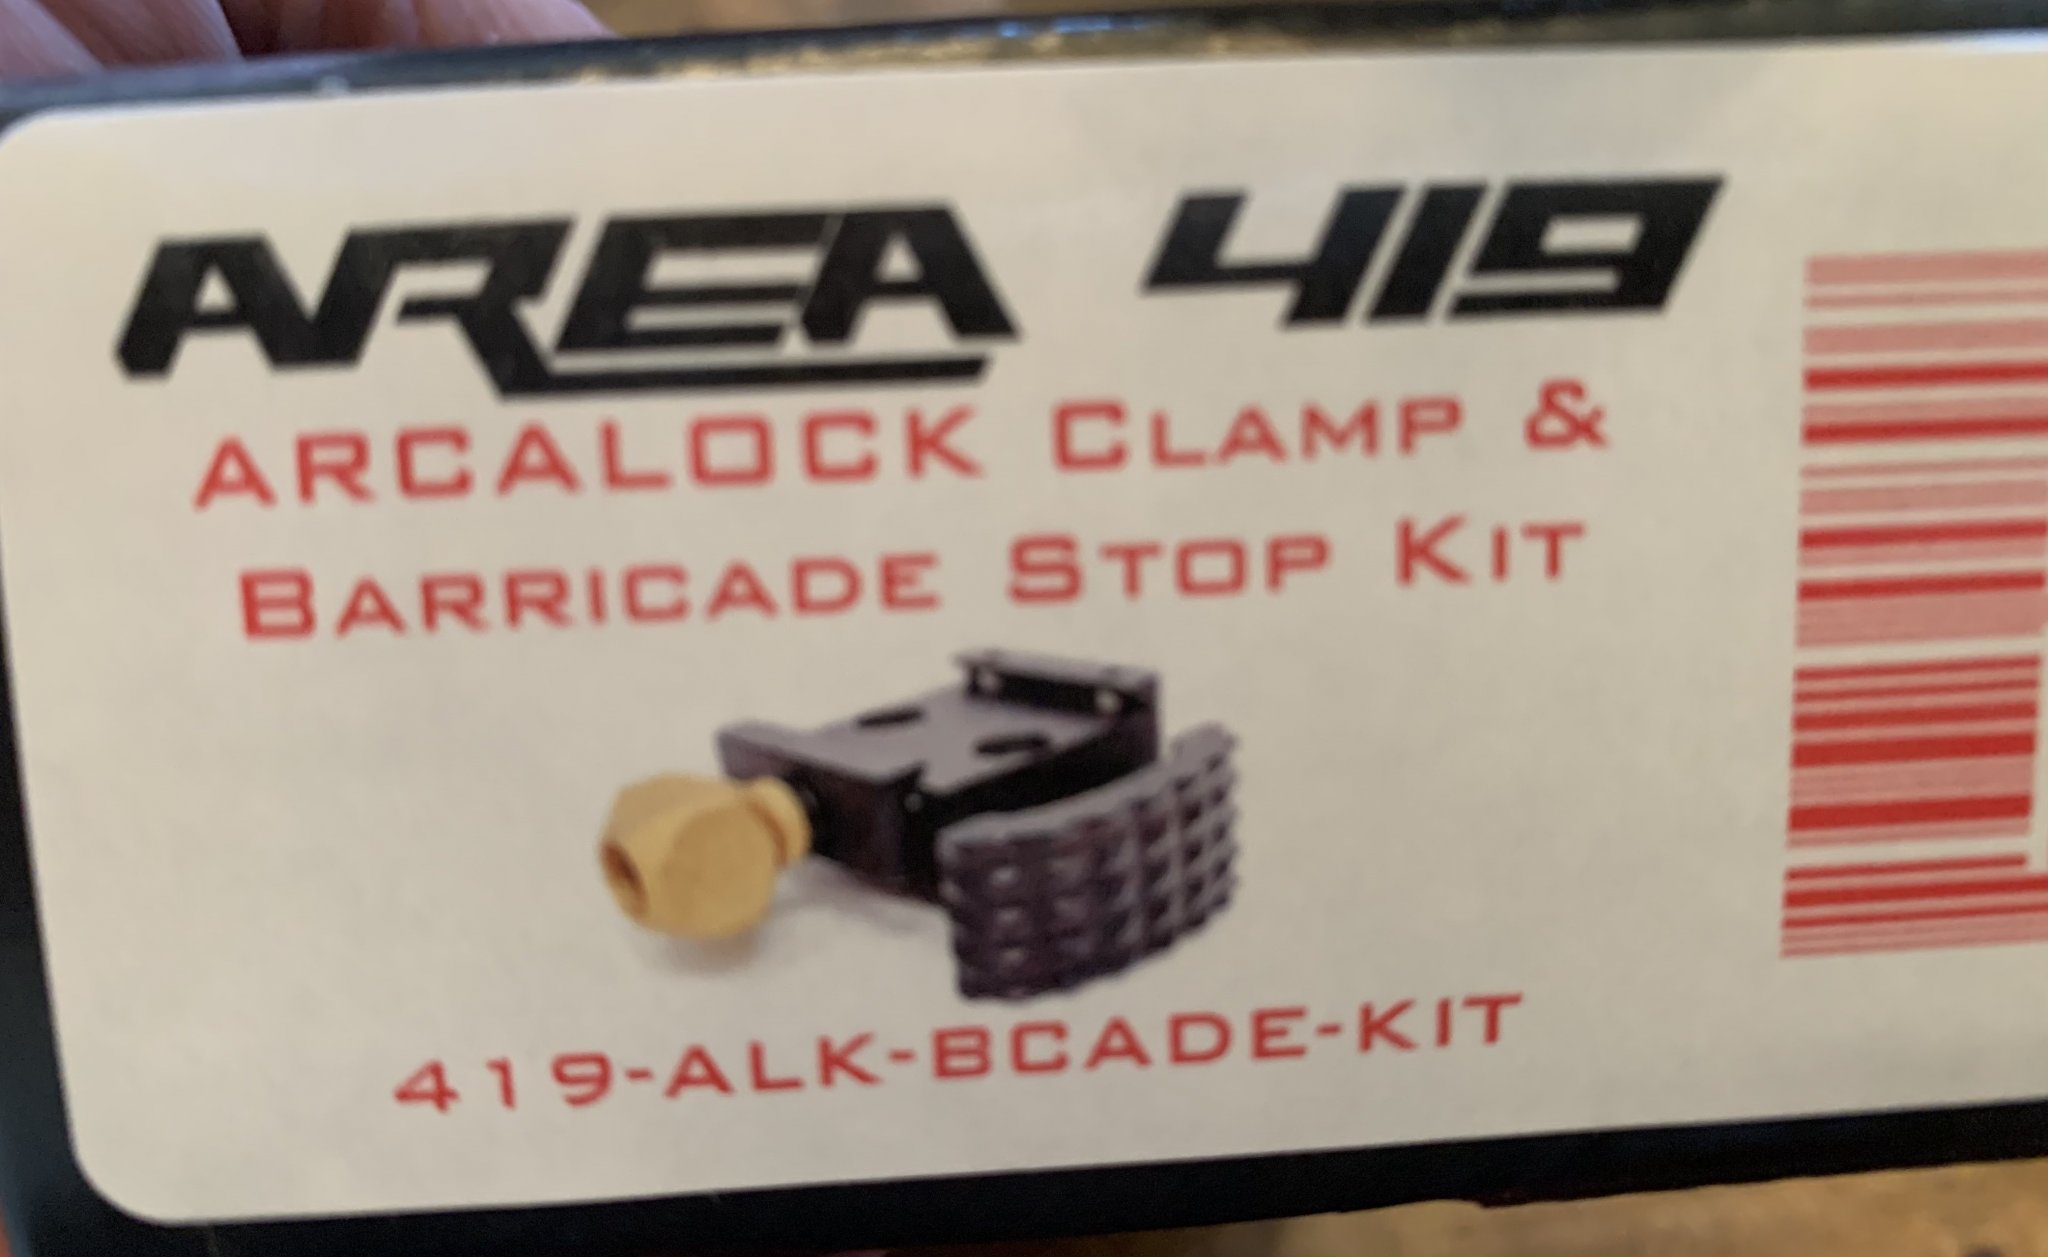 AREA 419
ARCALOCK CLAMP &
BARRICADE STOP KIT
419-ALK-BCADE-KIT